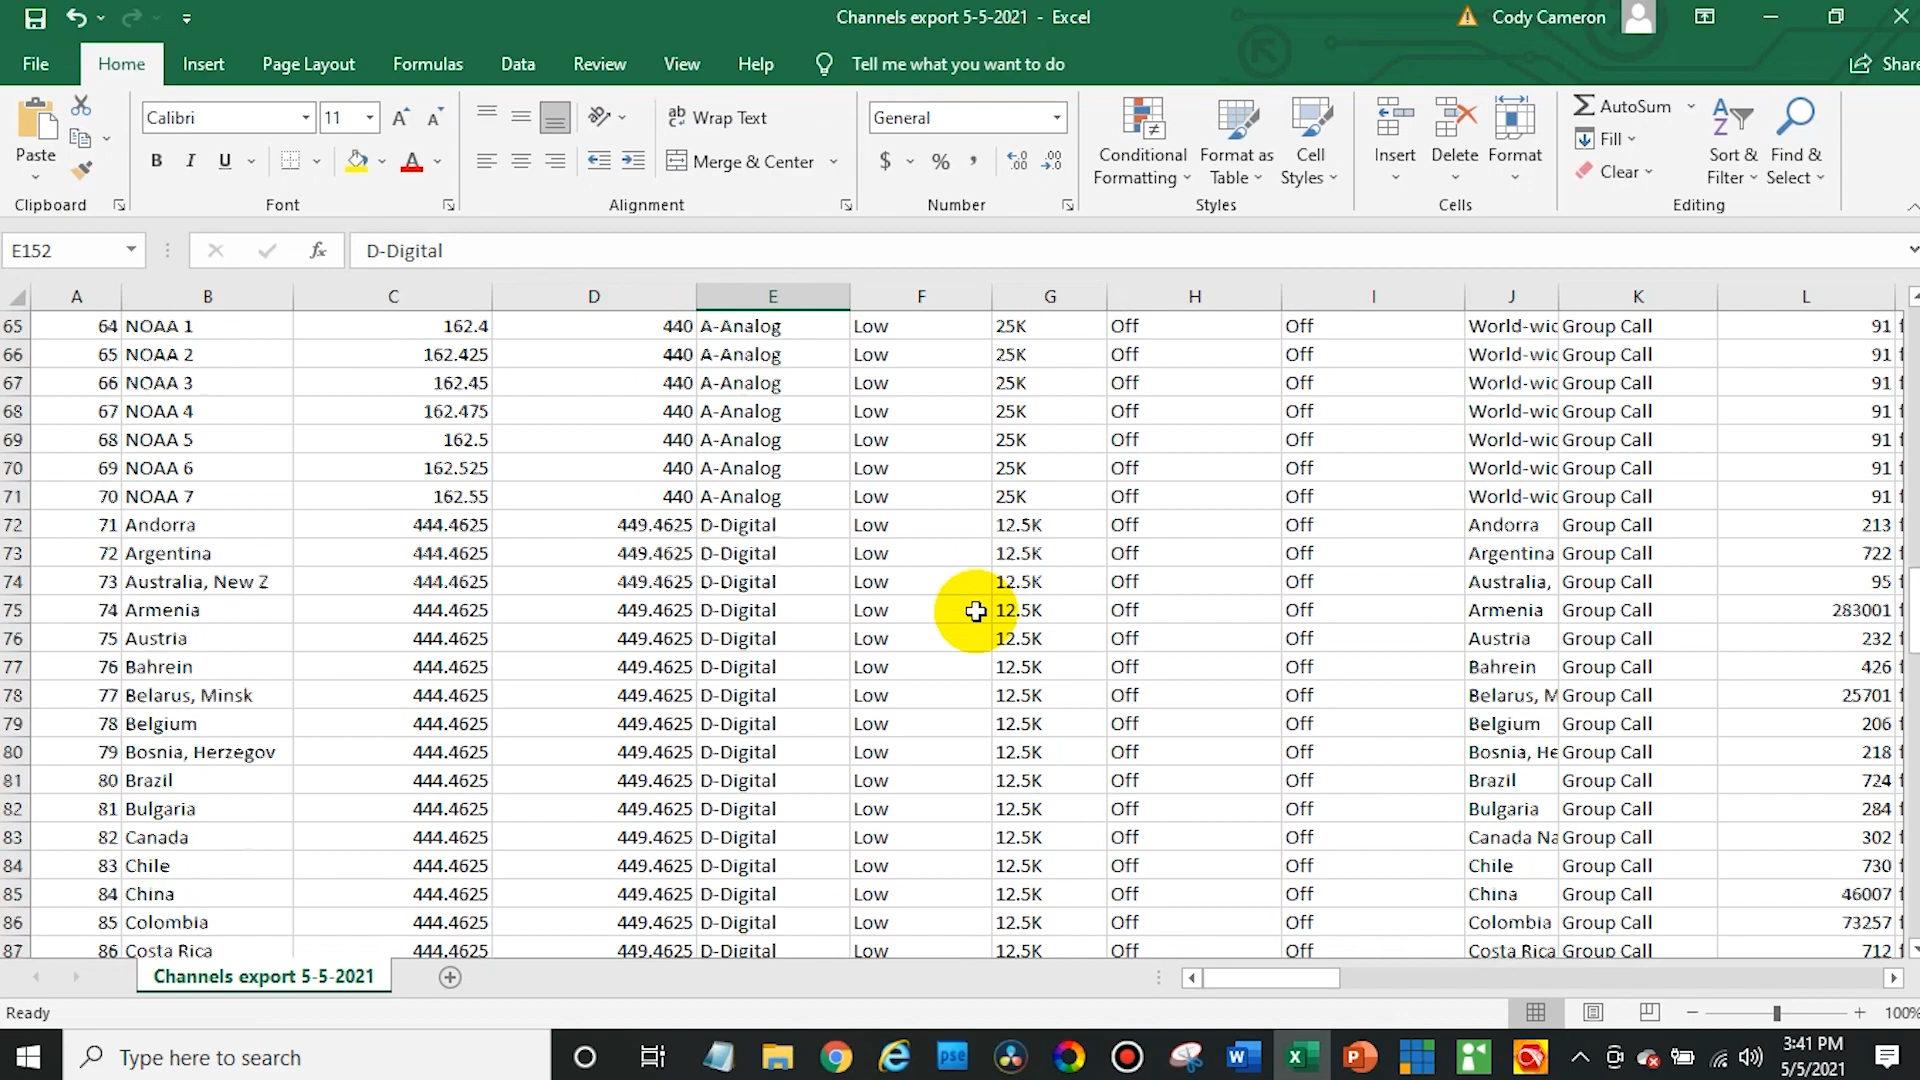 Channels export 5-5-2021 - Excel
Cody Cameron
File Home Insert Page Layout Formulas Data Review View Help Tell me what you want to do Share
Calibri 11 Wrap Text General AutoSum
Paste B I U Merge & Center $ % Conditional Formatting Format as Table Cell Styles Insert Delete Format Fill Clear Sort & Filter Find & Select
Clipboard Font Alignment Number Styles Cells Editing
E152 fx D-Digital
A B C D E F G H I J K L
65 64 NOAA 1 162.4 440 A-Analog Low 25K Off Off World-wic Group Call 91 f
66 65 NOAA 2 162.425 440 A-Analog Low 25K Off Off World-wic Group Call 91 f
67 66 NOAA 3 162.45 440 A-Analog Low 25K Off Off World-wic Group Call 91 f
68 67 NOAA 4 162.475 440 A-Analog Low 25K Off Off World-wic Group Call 91 f
69 68 NOAA 5 162.5 440 A-Analog Low 25K Off Off World-wic Group Call 91 f
70 69 NOAA 6 162.525 440 A-Analog Low 25K Off Off World-wic Group Call 91 f
71 70 NOAA 7 162.55 440 A-Analog Low 25K Off Off World-wic Group Call 91 f
72 71 Andorra 444.4625 449.4625 D-Digital Low 12.5K Off Off Andorra Group Call 213 f
73 72 Argentina 444.4625 449.4625 D-Digital Low 12.5K Off Off Argentina Group Call 722 f
74 73 Australia, New Z 444.4625 449.4625 D-Digital Low 12.5K Off Off Australia, Group Call 95 f
75 74 Armenia 444.4625 449.4625 D-Digital Low 12.5K Off Off Armenia Group Call 283001 f
76 75 Austria 444.4625 449.4625 D-Digital Low 12.5K Off Off Austria Group Call 232 f
77 76 Bahrein 444.4625 449.4625 D-Digital Low 12.5K Off Off Bahrein Group Call 426 f
78 77 Belarus, Minsk 444.4625 449.4625 D-Digital Low 12.5K Off Off Belarus, M Group Call 25701 f
79 78 Belgium 444.4625 449.4625 D-Digital Low 12.5K Off Off Belgium Group Call 206 f
80 79 Bosnia, Herzegov 444.4625 449.4625 D-Digital Low 12.5K Off Off Bosnia, He Group Call 218 f
81 80 Brazil 444.4625 449.4625 D-Digital Low 12.5K Off Off Brazil Group Call 724 f
82 81 Bulgaria 444.4625 449.4625 D-Digital Low 12.5K Off Off Bulgaria Group Call 284 f
83 82 Canada 444.4625 449.4625 D-Digital Low 12.5K Off Off Canada Na Group Call 302 f
84 83 Chile 444.4625 449.4625 D-Digital Low 12.5K Off Off Chile Group Call 730 f
85 84 China 444.4625 449.4625 D-Digital Low 12.5K Off Off China Group Call 46007 f
86 85 Colombia 444.4625 449.4625 D-Digital Low 12.5K Off Off Colombia Group Call 73257 f
87 86 Costa Rica 444.4625 449.4625 D-Digital Low 12.5K Off Off Costa Rica Group Call 712 f
Channels export 5-5-2021
Ready 100%
Type here to search pse 3:41 PM
5/5/2021